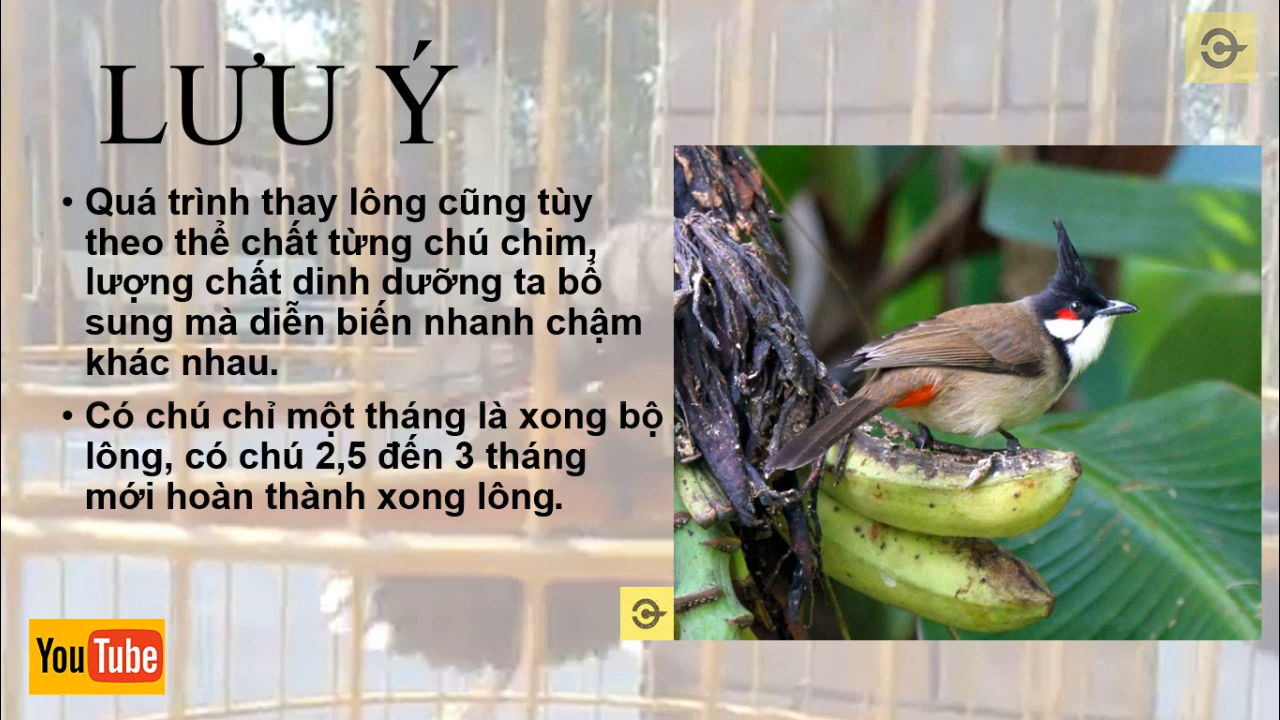 LƯU Ý
• Quá trình thay lông cũng tùy
theo thể chất từng chú chim,
lượng chất dinh dưỡng ta bổ
sung mà diễn biến nhanh chậm
khác nhau.
• Có chú chỉ một tháng là xong bộ
lông, có chú 2,5 đến 3 tháng
mới hoàn thành xong lông.
YouTube